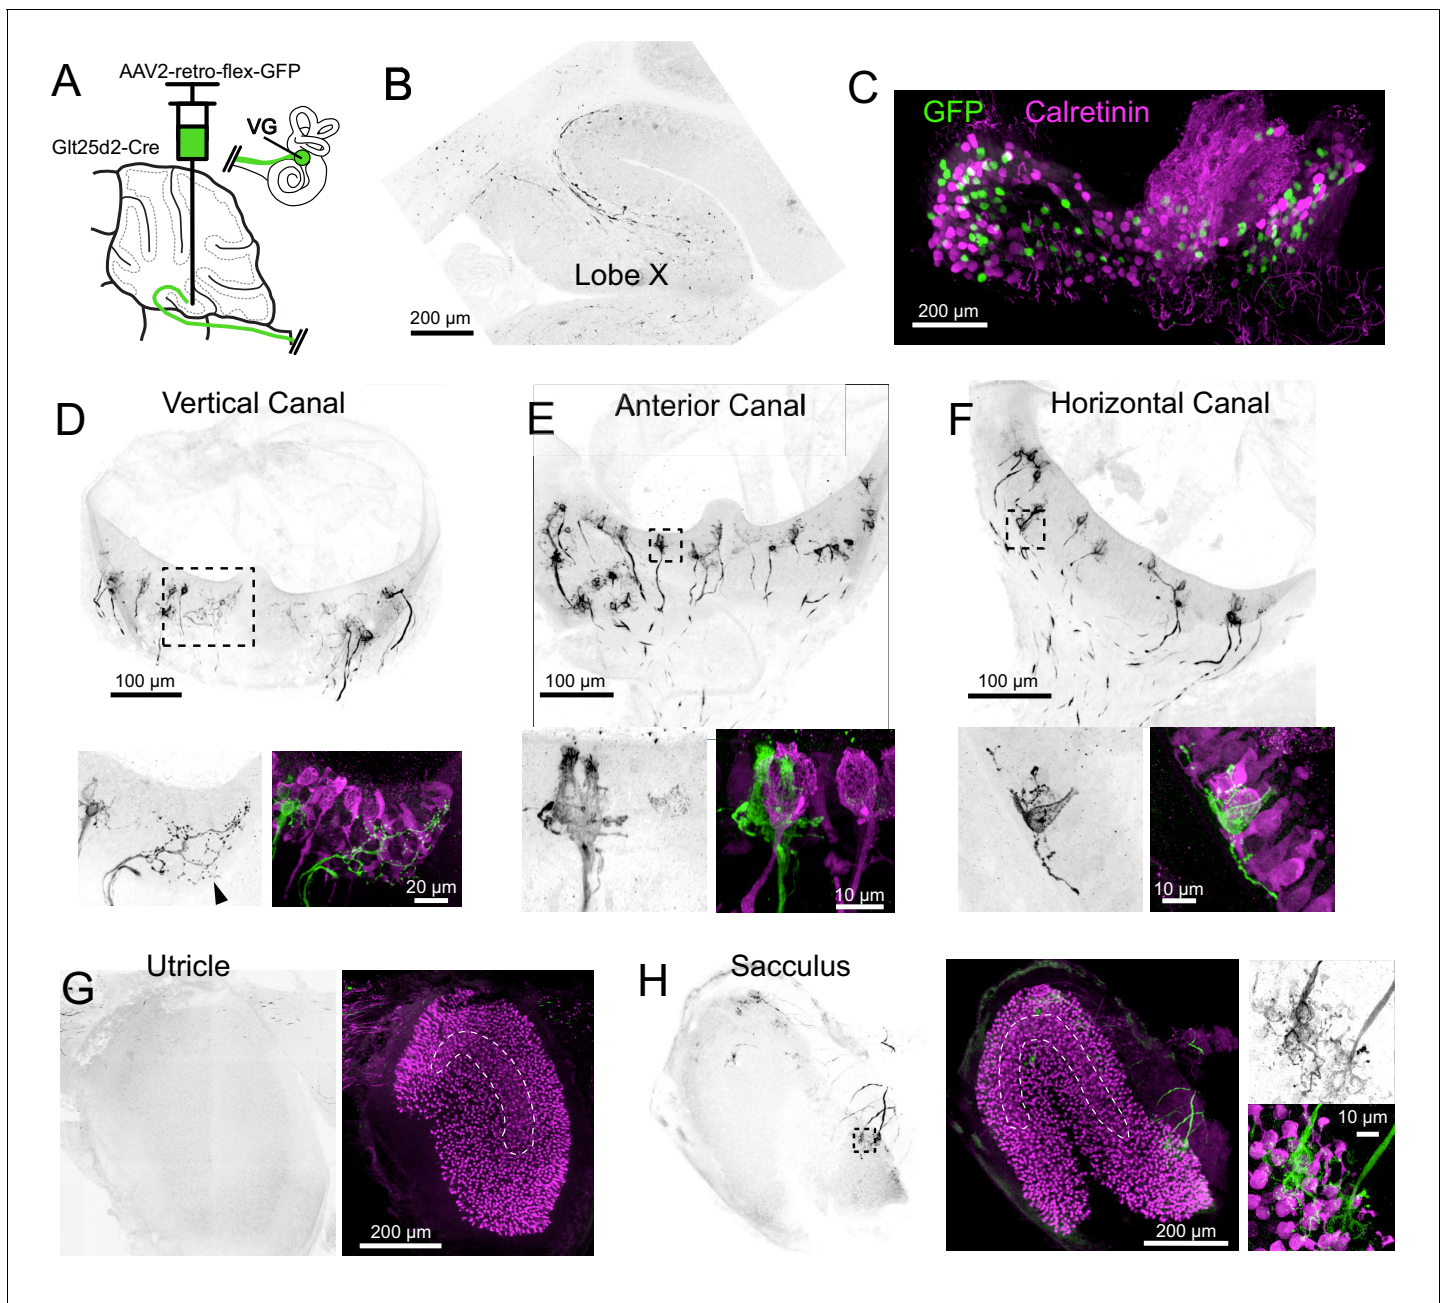 A
AAV2-retro-flex-GFP
VG
Glt25d2-Cre
B
Lobe X
200 µm
C
GFP Calretinin
200 µm
D
Vertical Canal
100 µm
20 µm
E
Anterior Canal
100 µm
10 µm
F
Horizontal Canal
100 µm
10 µm
G
Utricle
200 µm
H
Sacculus
200 µm
10 µm